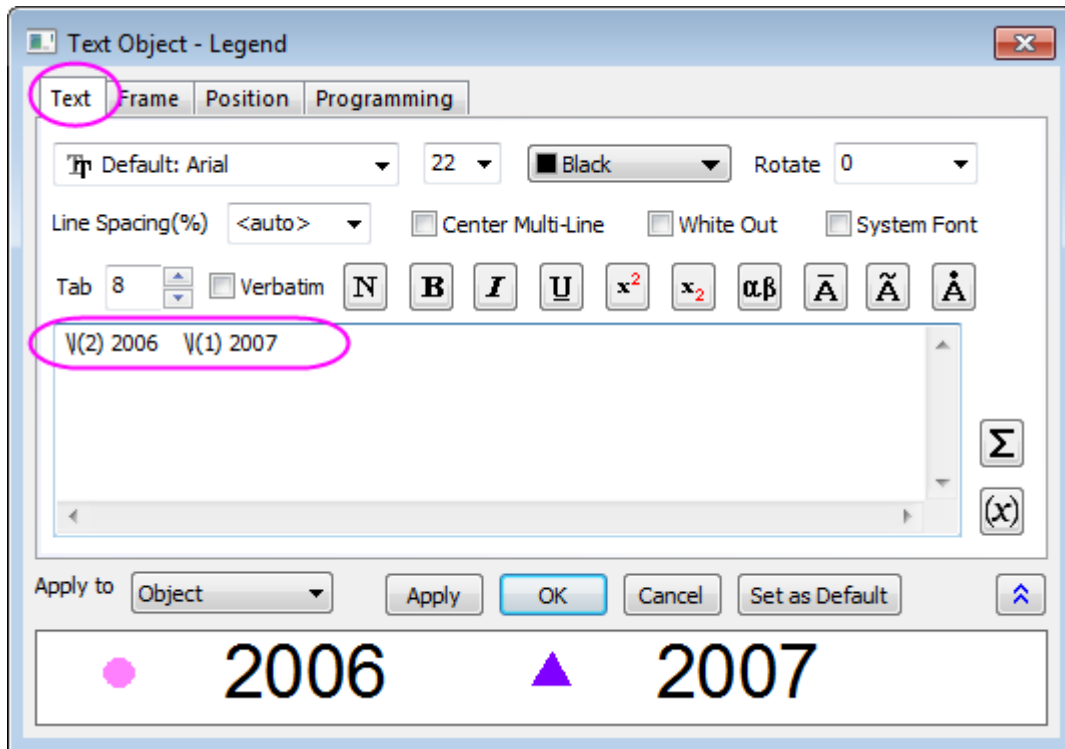 Text Object - Legend
Text Frame Position Programming
Default: Arial 22 Black Rotate 0
Line Spacing(%) <auto> Center Multi-Line White Out System Font
Tab 8 Verbatim N B I U x² x₂ αβ Ā Ã Å
\l(2) 2006 \l(1) 2007
Σ
(x)
Apply to Object Apply OK Cancel Set as Default
2006 2007